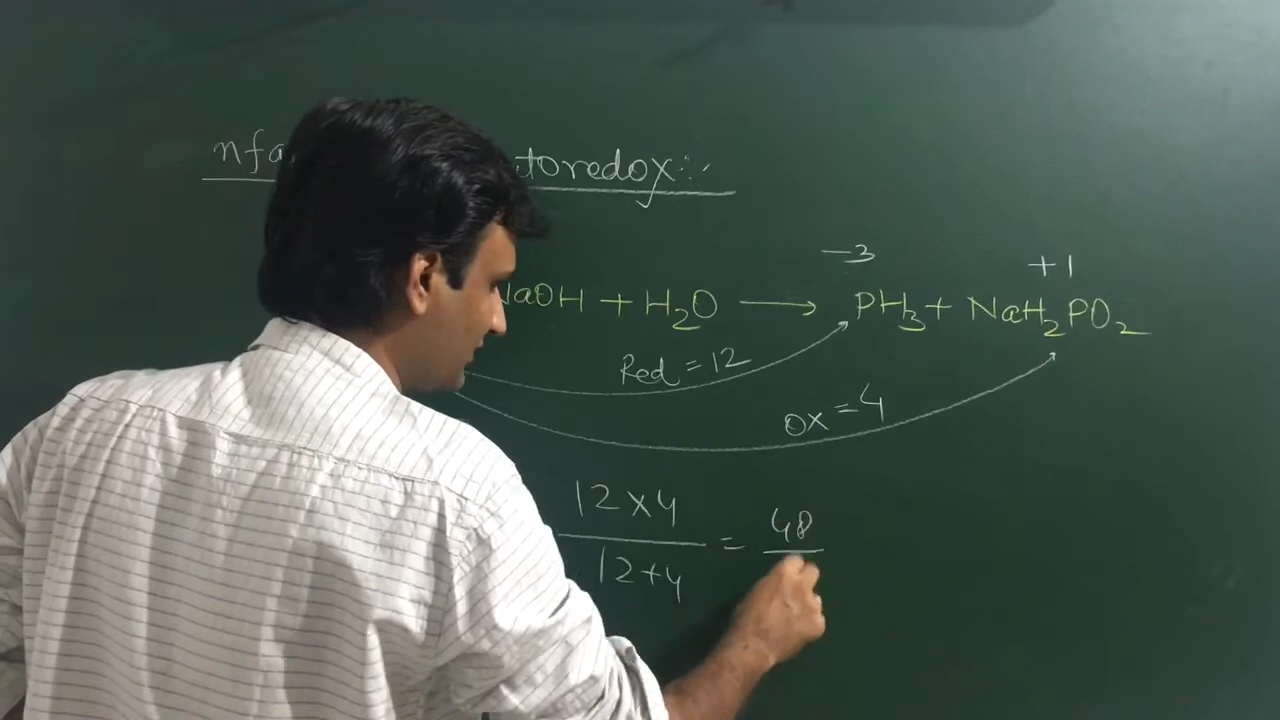 nfa toredox:-
-3 +1
NaOH + H₂O ⟶ PH₃ + NaH₂PO₂
Red = 12
ox = 4
12 x 4 / 12 + 4 = 48